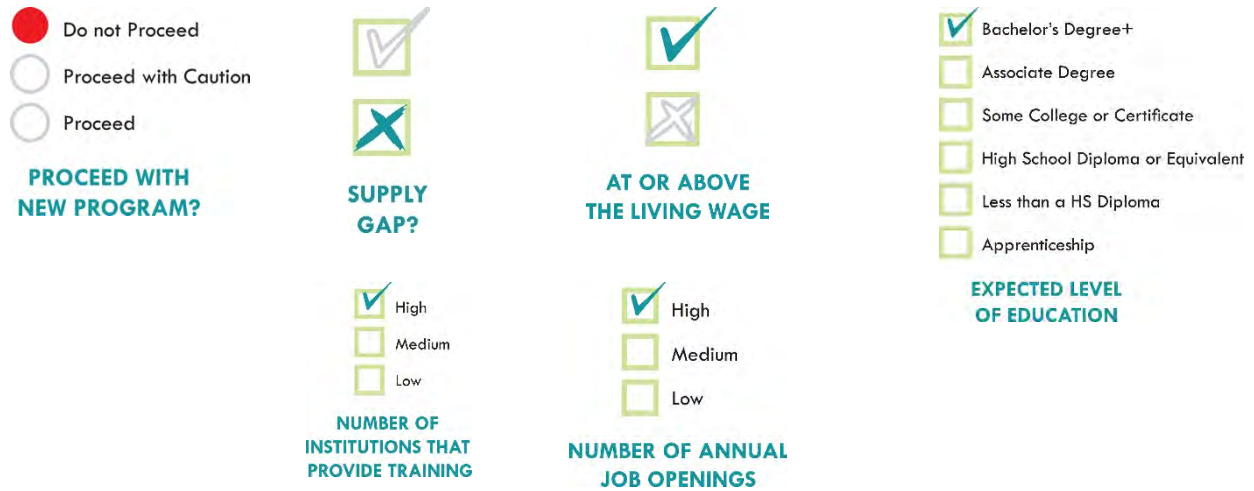 Do not Proceed
Proceed with Caution
Proceed
PROCEED WITH
NEW PROGRAM?
SUPPLY
GAP?
AT OR ABOVE
THE LIVING WAGE
Bachelor's Degree+
Associate Degree
Some College or Certificate
High School Diploma or Equivalent
Less than a HS Diploma
Apprenticeship
EXPECTED LEVEL
OF EDUCATION
High
Medium
Low
NUMBER OF
INSTITUTIONS THAT
PROVIDE TRAINING
High
Medium
Low
NUMBER OF ANNUAL
JOB OPENINGS